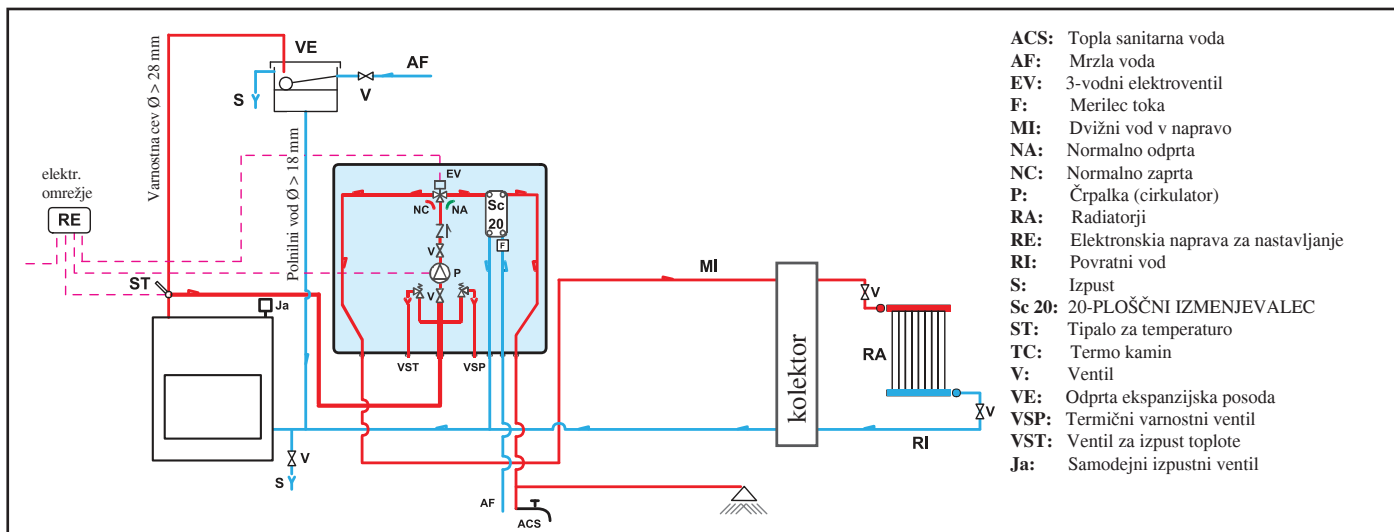 VE
AF
S
V
Varnostna cev Ø > 28 mm
Polnilni vod Ø > 18 mm
elektr.
omrežje
RE
ST
Ja
EV
NC
NA
Sc
20
V
F
P
V
VST
VSP
MI
kolektor
V
RA
V
RI
V
S
AF
ACS
ACS: Topla sanitarna voda
AF: Mrzla voda
EV: 3-vodni elektroventil
F: Merilec toka
MI: Dvižni vod v napravo
NA: Normalno odprta
NC: Normalno zaprta
P: Črpalka (cirkulator)
RA: Radiatorji
RE: Elektronskia naprava za nastavljanje
RI: Povratni vod
S: Izpust
Sc 20: 20-PLOŠČNI IZMENJEVALEC
ST: Tipalo za temperaturo
TC: Termo kamin
V: Ventil
VE: Odprta ekspanzijska posoda
VSP: Termični varnostni ventil
VST: Ventil za izpust toplote
Ja: Samodejni izpustni ventil